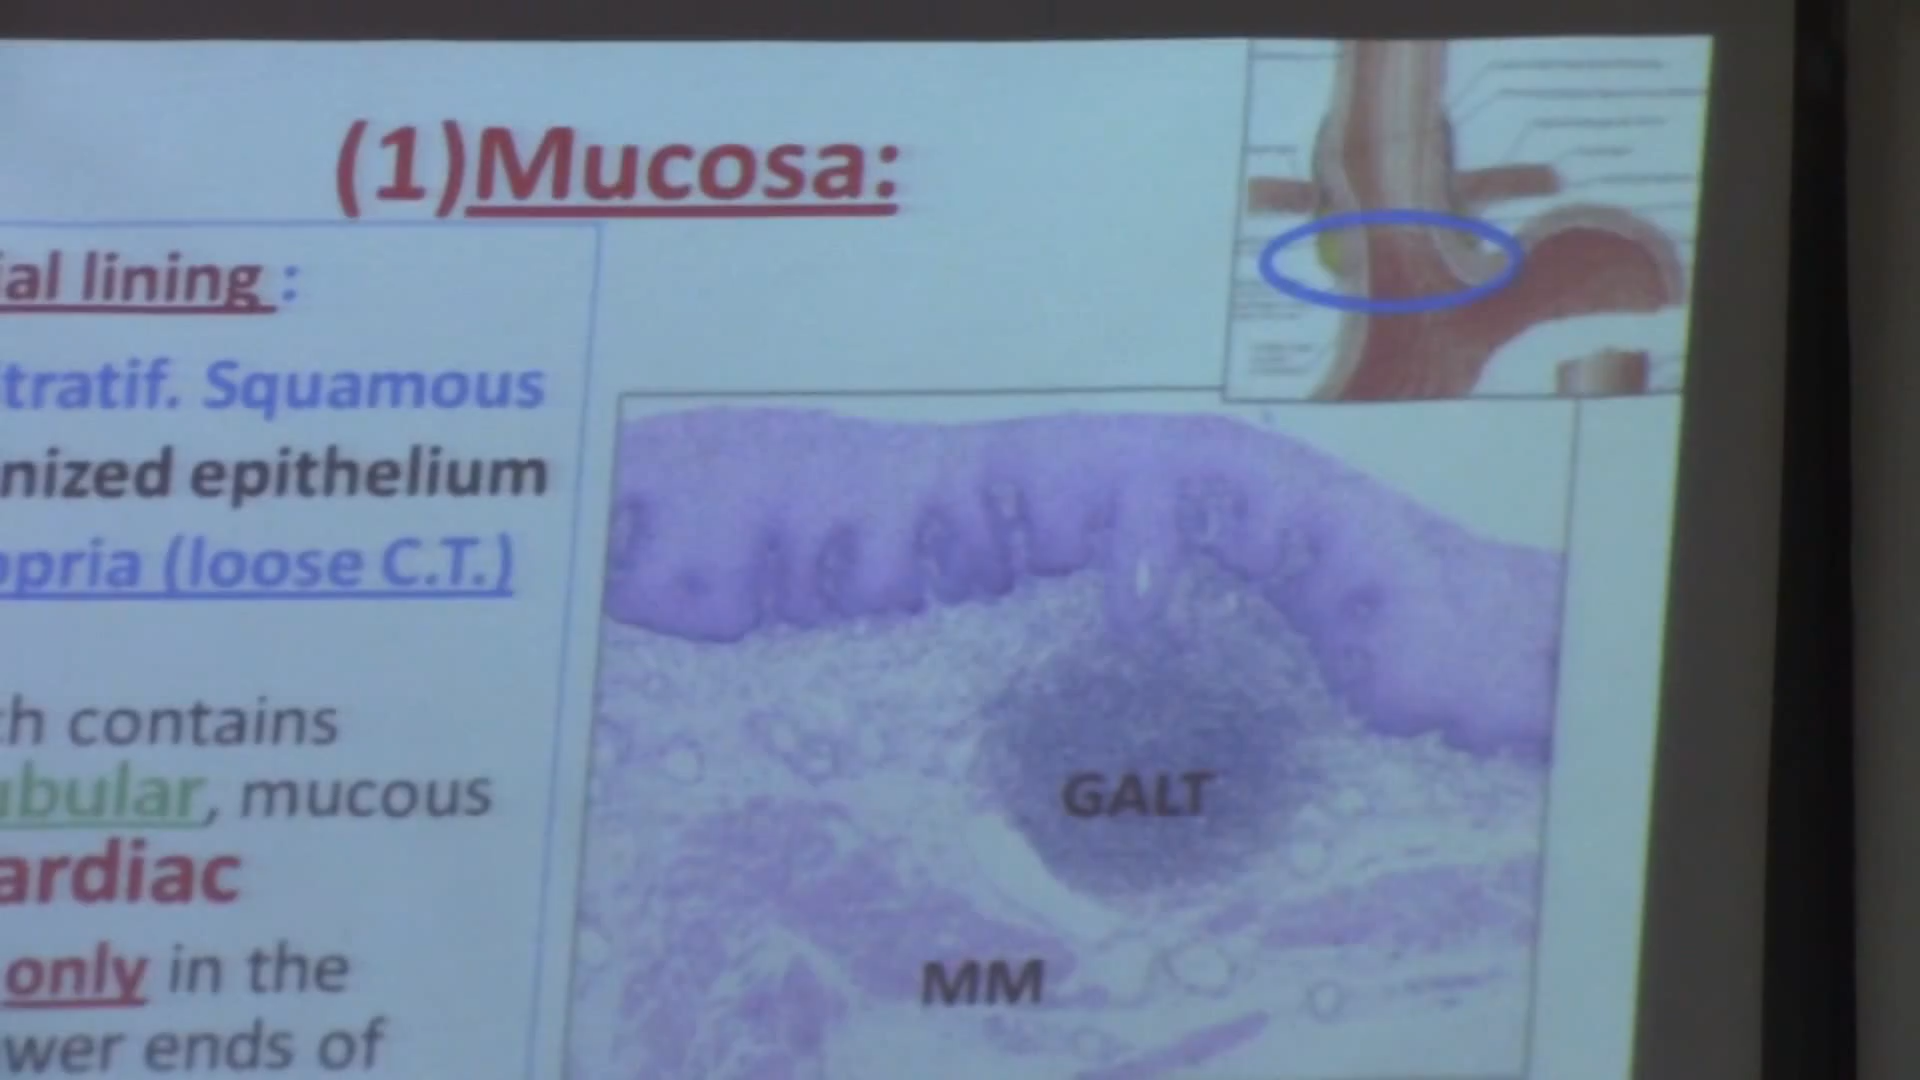 (1)Mucosa:
ial lining :
tratif. Squamous
nized epithelium
opria (loose C.T.)
ch contains
ubular, mucous
ardiac
only in the
wer ends of
GALT
MM